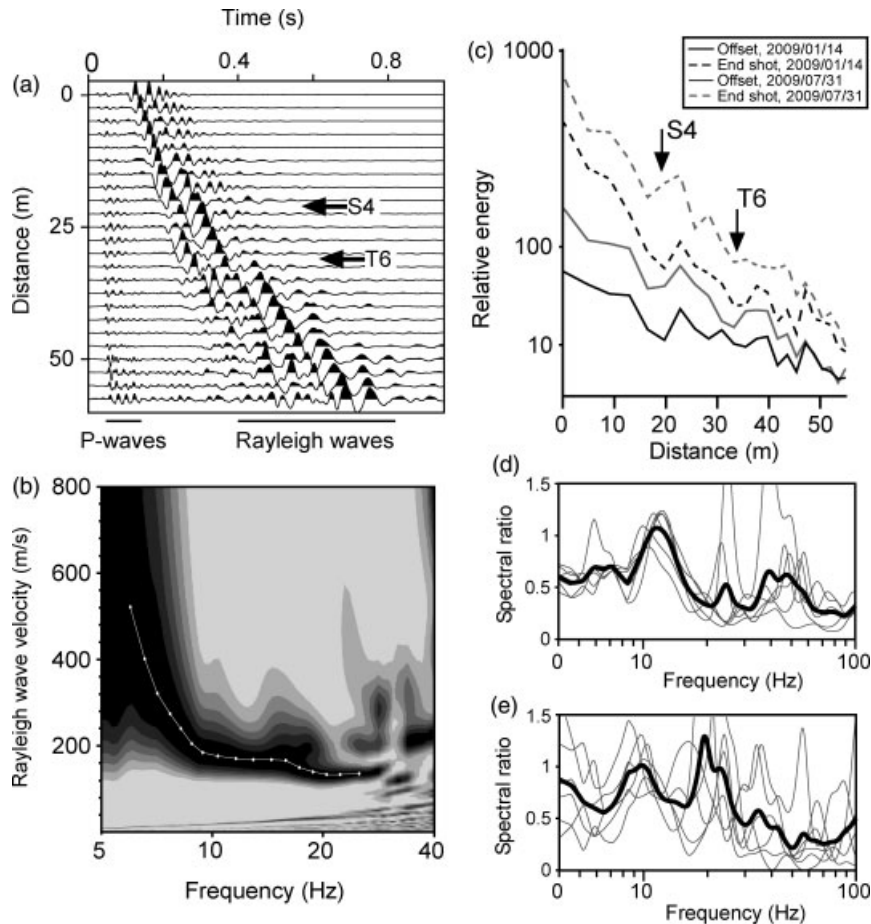 Time (s)
0 0.4 0.8
(a)
0
25
50
Distance (m)
S4
T6
P-waves
Rayleigh waves
(b)
800
600
400
200
Rayleigh wave velocity (m/s)
5 10 20 40
Frequency (Hz)
(c)
1000
100
10
Relative energy
Offset, 2009/01/14
End shot, 2009/01/14
Offset, 2009/07/31
End shot, 2009/07/31
S4
T6
0 10 20 30 40 50
Distance (m)
(d)
1.5
1
0.5
0
Spectral ratio
0 10 100
Frequency (Hz)
(e)
1.5
1
0.5
0
Spectral ratio
0 10 100
Frequency (Hz)